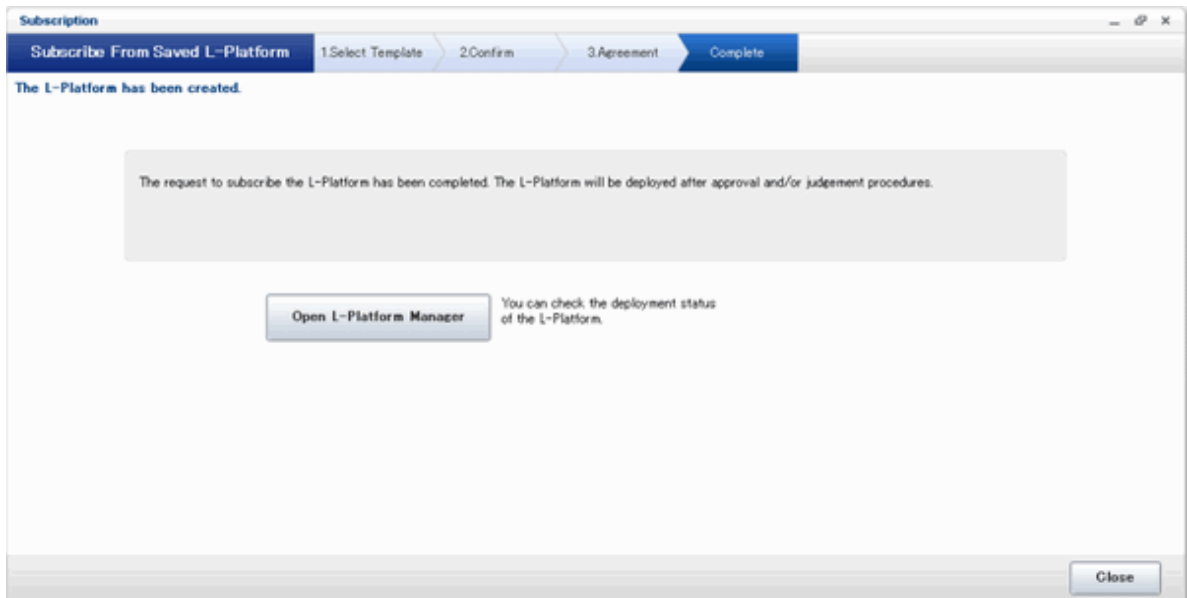 Subscription
Subscribe From Saved L-Platform
1.Select Template
2.Confirm
3.Agreement
Complete
The L-Platform has been created.
The request to subscribe the L-Platform has been completed. The L-Platform will be deployed after approval and/or judgement procedures.
Open L-Platform Manager
You can check the deployment status
of the L-Platform.
Close